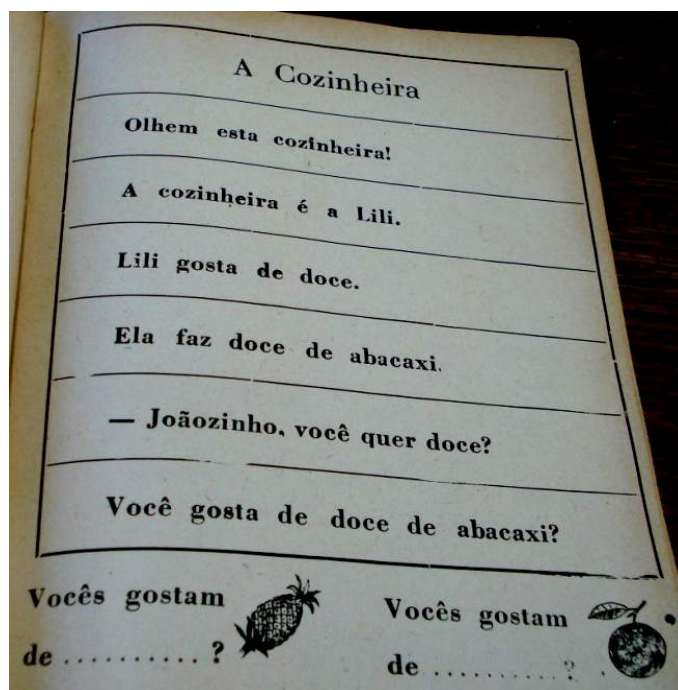 A Cozinheira
Olhem esta cozinheira!
A cozinheira é a Lili.
Lili gosta de doce.
Ela faz doce de abacaxi.
— Joãozinho, você quer doce?
Você gosta de doce de abacaxi?
Vocês gostam
de .......... ?
Vocês gostam
de .......... ?